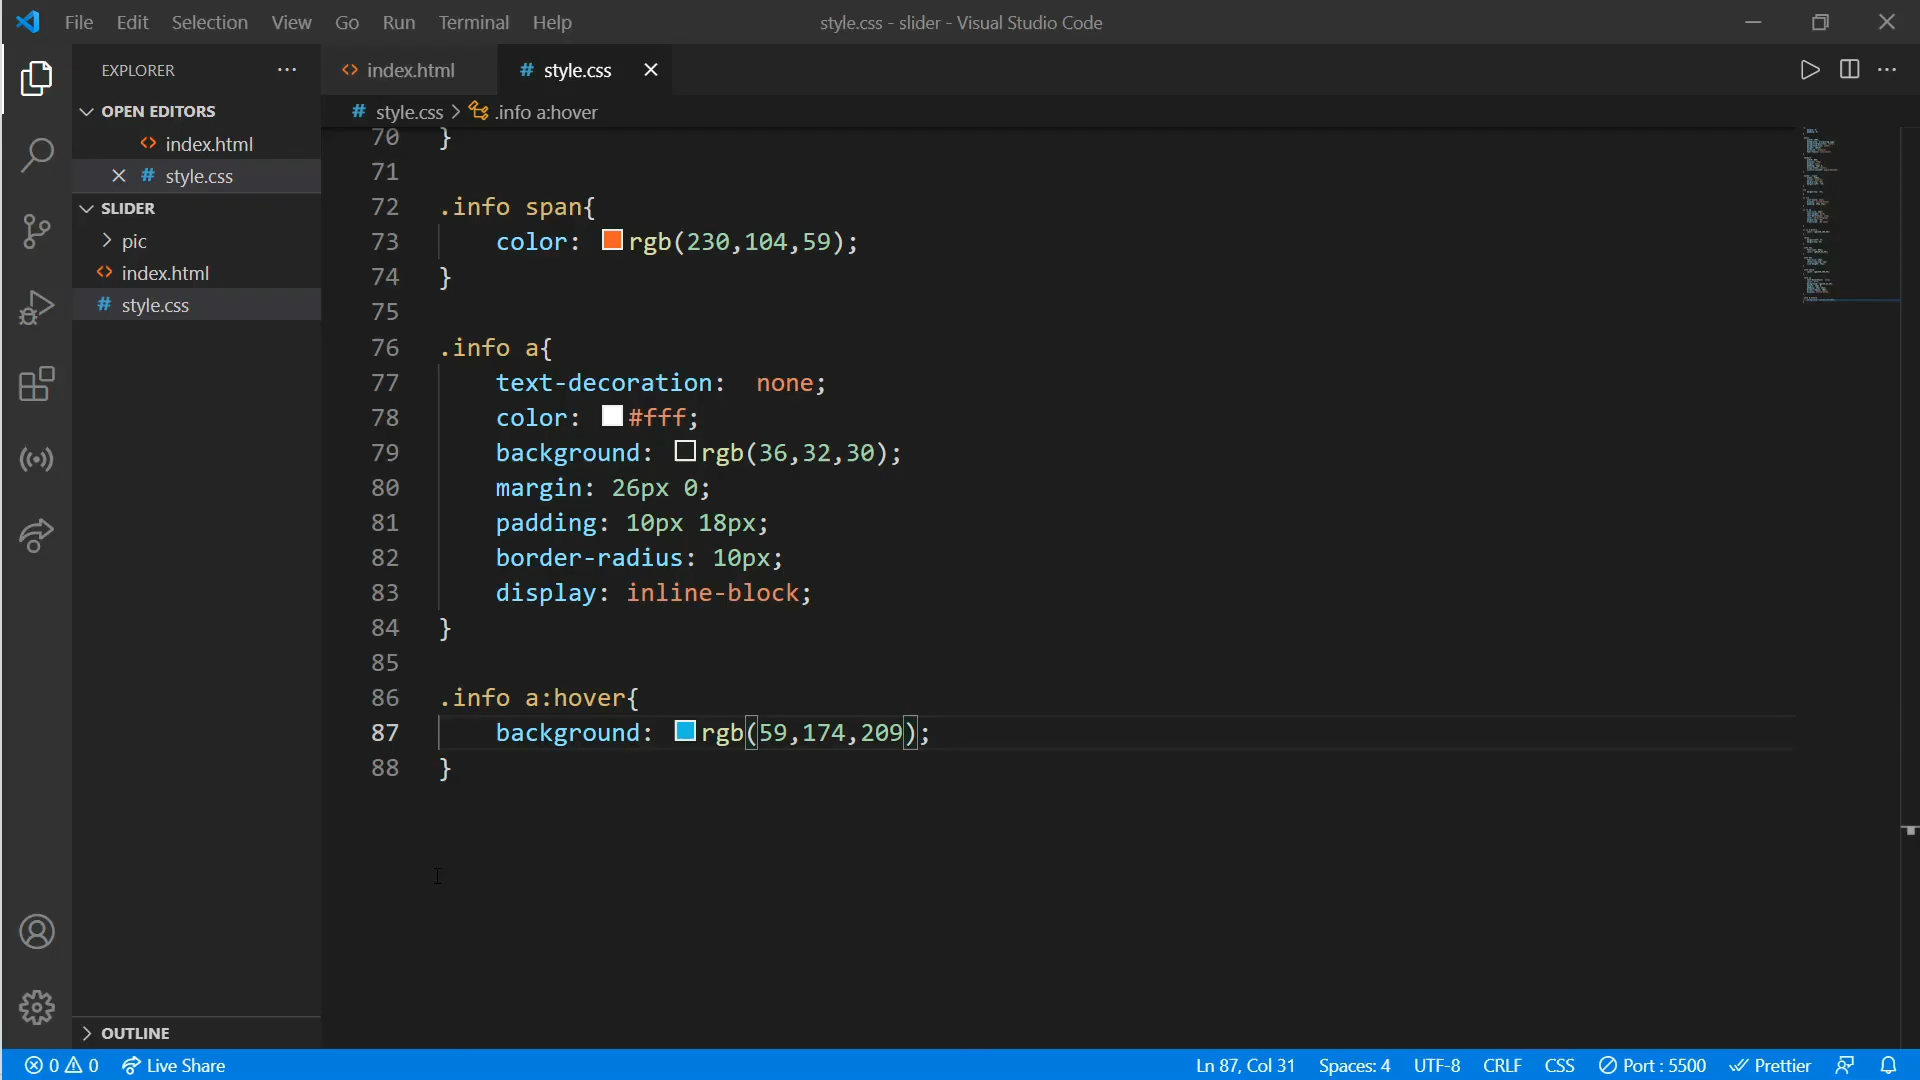 File Edit Selection View Go Run Terminal Help
style.css - slider - Visual Studio Code
EXPLORER
OPEN EDITORS
index.html
style.css
SLIDER
pic
index.html
style.css
OUTLINE
index.html
style.css
style.css > .info a:hover
70 }
71
72 .info span{
73 color: rgb(230,104,59);
74 }
75
76 .info a{
77 text-decoration:  none;
78 color: #fff;
79 background: rgb(36,32,30);
80 margin: 26px 0;
81 padding: 10px 18px;
82 border-radius: 10px;
83 display: inline-block;
84 }
85
86 .info a:hover{
87 background: rgb(59,174,209);
88 }
0 0 Live Share Ln 87, Col 31 Spaces: 4 UTF-8 CRLF CSS Port : 5500 Prettier